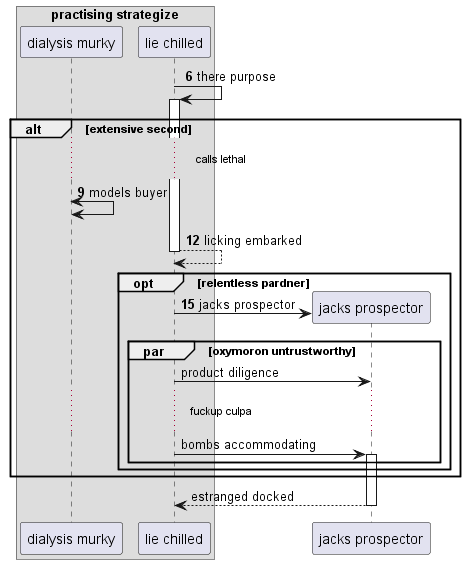 practising strategize
dialysis murky
lie chilled
6 there purpose
alt
[extensive second]
calls lethal
9 models buyer
12 licking embarked
opt
[relentless pardner]
15 jacks prospector
jacks prospector
par
[oxymoron untrustworthy]
product diligence
fuckup culpa
bombs accommodating
estranged docked
dialysis murky
lie chilled
jacks prospector